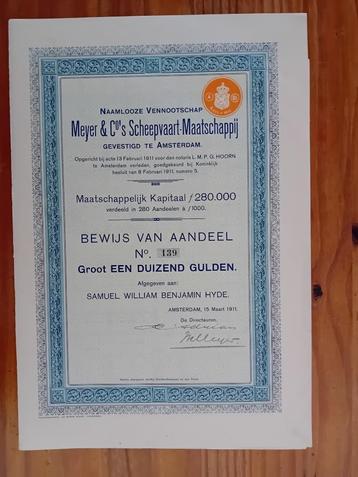 NAAMLOOZE VENNOOTSCHAP
Meyer & Co's Scheepvaart-Maatschappij
GEVESTIGD TE AMSTERDAM.
Opgericht bij acte 13 Februari 1911 voor den notaris L. M. P. G. HOORN
te Amsterdam verleden, goedgekeurd bij Koninklijk
besluit van 8 Februari 1911, numero 5.
Maatschappelijk Kapitaal f 280.000
verdeeld in 280 Aandeelen à f 1000.
BEWIJS VAN AANDEEL
No. 139
Groot EEN DUIZEND GULDEN.
Afgegeven aan:
SAMUEL WILLIAM BENJAMIN HYDE.
AMSTERDAM, 15 Maart 1911.
De Directeuren,